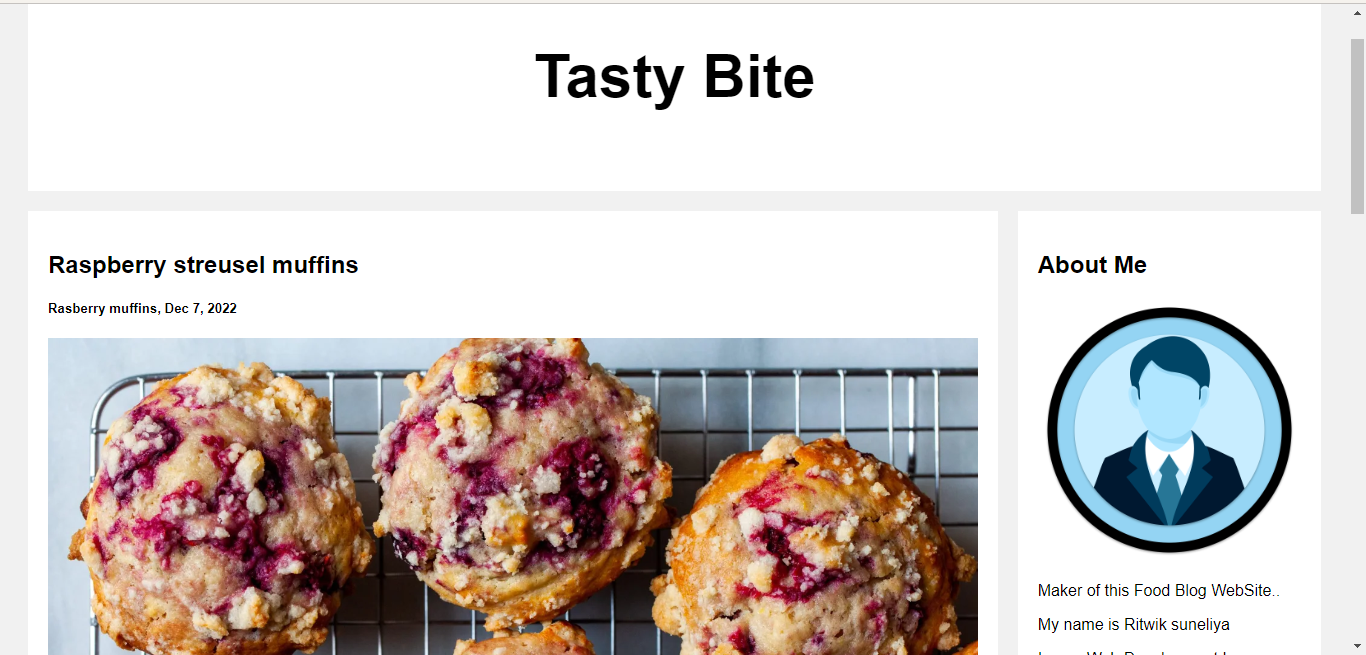 Tasty Bite
Raspberry streusel muffins
Rasberry muffins, Dec 7, 2022
About Me
Maker of this Food Blog WebSite..
My name is Ritwik suneliya